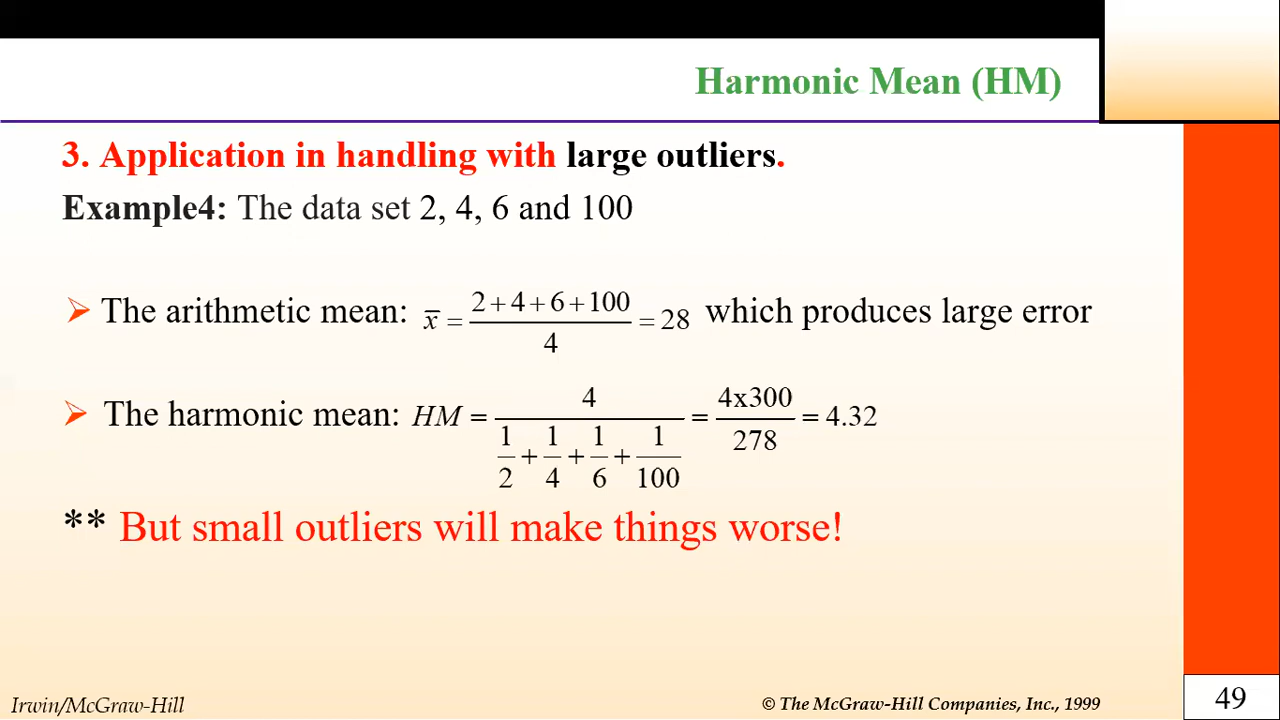 Harmonic Mean (HM)
3. Application in handling with large outliers.
Example4: The data set 2, 4, 6 and 100
➢ The arithmetic mean: x̅ = (2+4+6+100)/4 = 28 which produces large error
➢ The harmonic mean: HM = 4/(1/2 + 1/4 + 1/6 + 1/100) = 4x300/278 = 4.32
** But small outliers will make things worse!
Irwin/McGraw-Hill
© The McGraw-Hill Companies, Inc., 1999
49